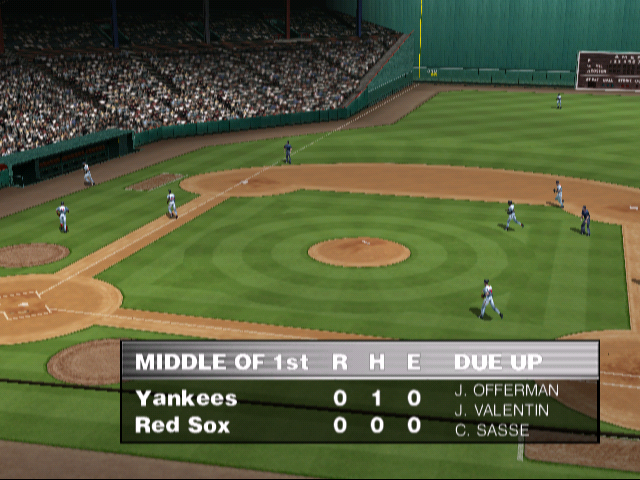 MIDDLE OF 1st R H E DUE UP
Yankees 0 1 0 J. OFFERMAN
J. VALENTIN
Red Sox 0 0 0 C. SASSE